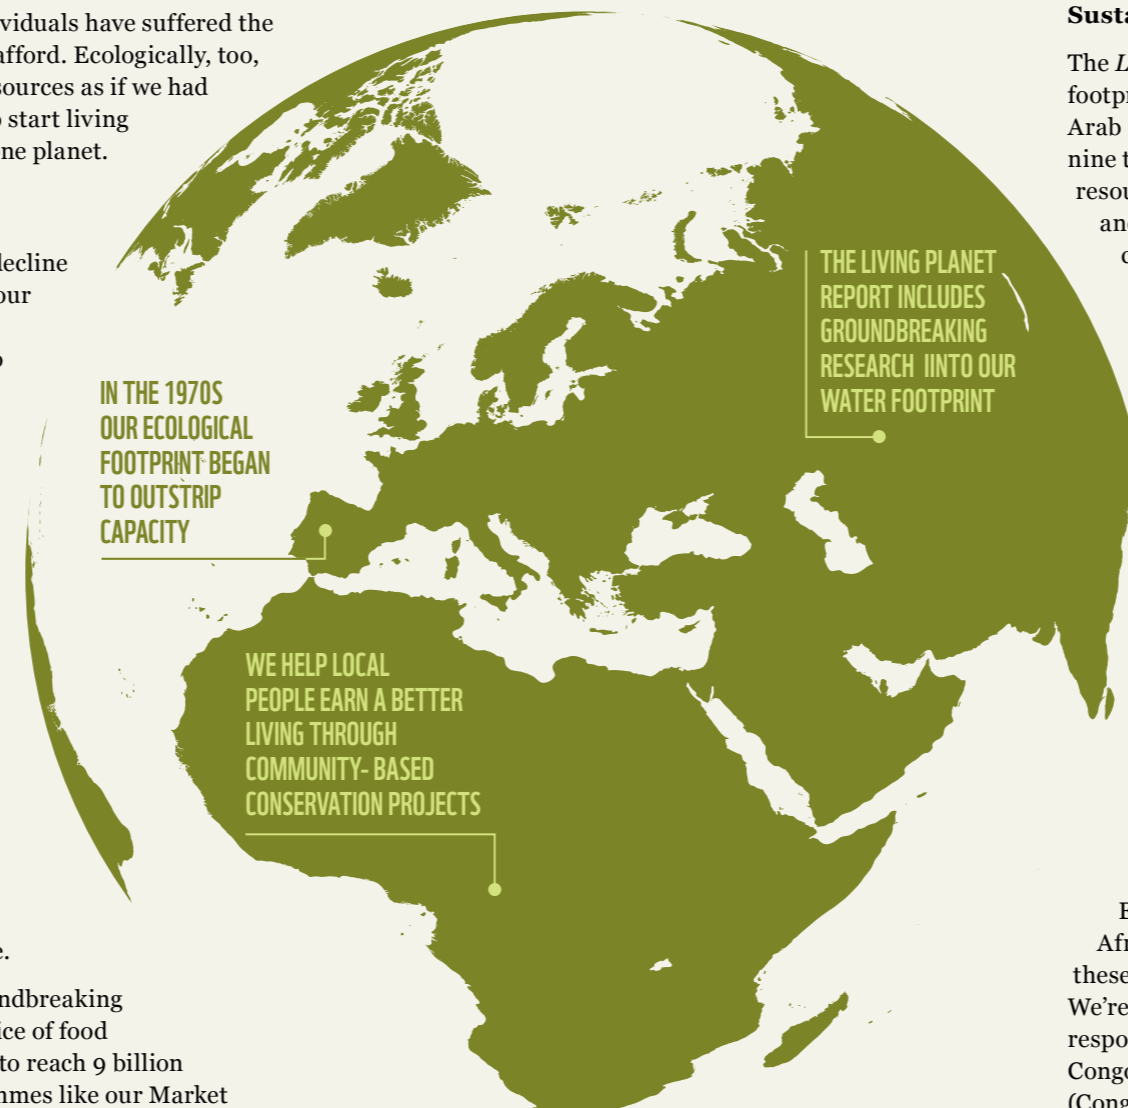 viduals have suffered the
afford. Ecologically, too,
sources as if we had
start living
ne planet.
decline
our
IN THE 1970S
OUR ECOLOGICAL
FOOTPRINT BEGAN
TO OUTSTRIP
CAPACITY
WE HELP LOCAL
PEOPLE EARN A BETTER
LIVING THROUGH
COMMUNITY- BASED
CONSERVATION PROJECTS
THE LIVING PLANET
REPORT INCLUDES
GROUNDBREAKING
RESEARCH IINTO OUR
WATER FOOTPRINT
e.
ndbreaking
ice of food
to reach 9 billion
mmes like our Market
Susta
The L
footpr
Arab
nine t
resou
and
Afr
these
We're
respo
Congo
(Cong